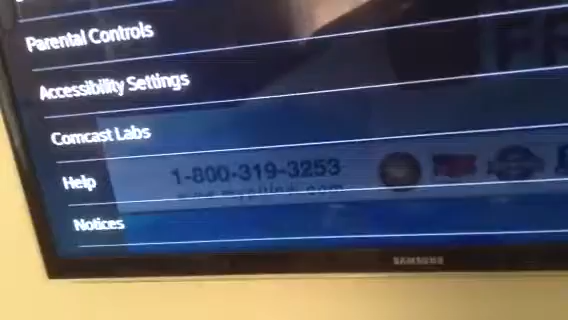 Parental Controls
Accessibility Settings
Comcast Labs
1-800-319-3253
Help
Notices
SAMSUNG